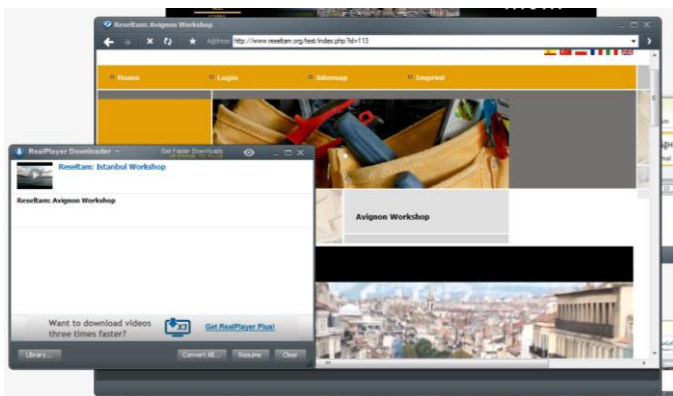 Reseltam: Avignon Workshop
Address http://www.reseltam.org/test/index.php?id=113
Home
Login
Sitemap
Imprint
RealPlayer Downloader
Get Faster Downloads
Reseltam: Istanbul Workshop
Reseltam: Avignon Workshop
Avignon Workshop
Want to download videos
three times faster?
X3
Get RealPlayer Plus!
Library...
Convert All...
Resume
Clear